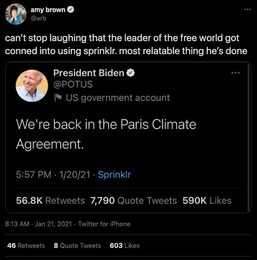 amy brown
@arb
can't stop laughing that the leader of the free world got
conned into using sprinklr. most relatable thing he's done
President Biden
@POTUS
US government account
We're back in the Paris Climate
Agreement.
5:57 PM · 1/20/21 · Sprinklr
56.8K Retweets 7,790 Quote Tweets 590K Likes
8:13 AM · Jan 21, 2021 · Twitter for iPhone
46 Retweets 8 Quote Tweets 603 Likes